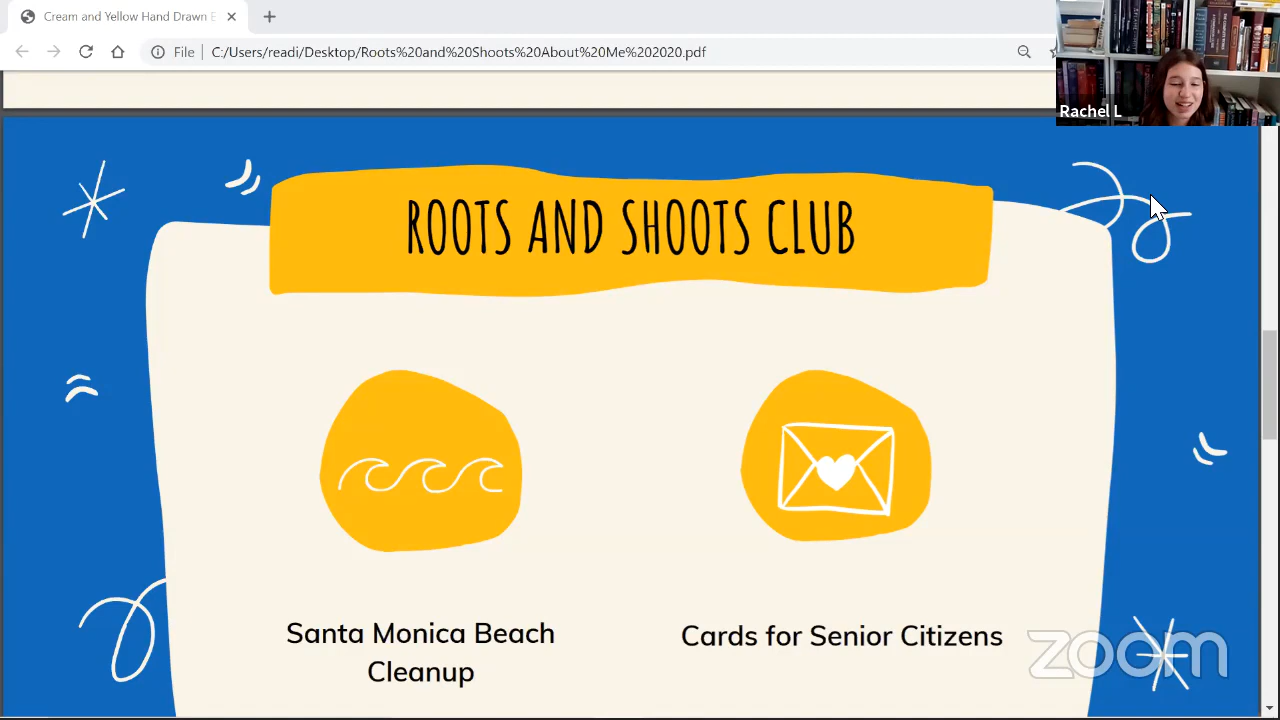 Cream and Yellow Hand Drawn E
File
C:/Users/readi/Desktop/Roots%20and%20Shoots%20About%20Me%202020.pdf
Rachel L
ROOTS AND SHOOTS CLUB
Santa Monica Beach
Cleanup
Cards for Senior Citizens
zoom